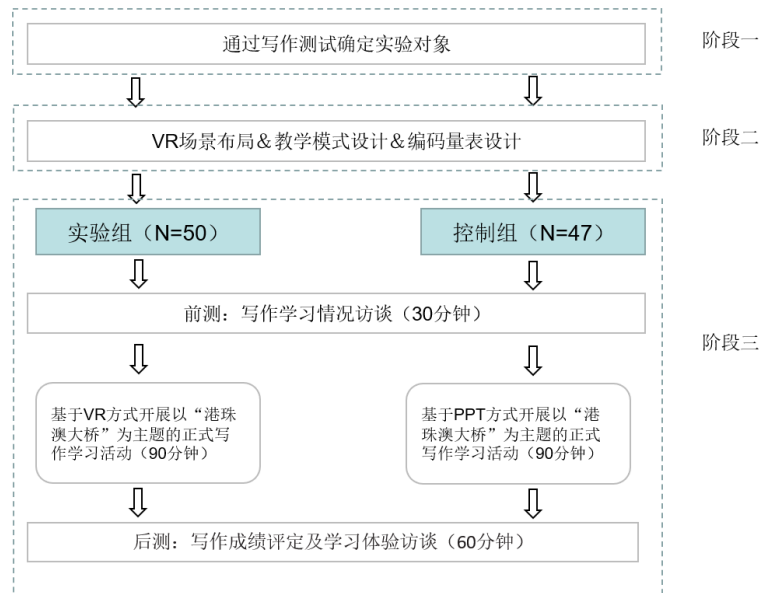 通过写作测试确定实验对象
阶段一
VR场景布局＆教学模式设计＆编码量表设计
阶段二
实验组（N=50）
控制组（N=47）
前测：写作学习情况访谈（30分钟）
阶段三
基于VR方式开展以“港珠
澳大桥”为主题的正式写
作学习活动（90分钟）
基于PPT方式开展以“港
珠澳大桥”为主题的正式
写作学习活动（90分钟）
后测：写作成绩评定及学习体验访谈（60分钟）